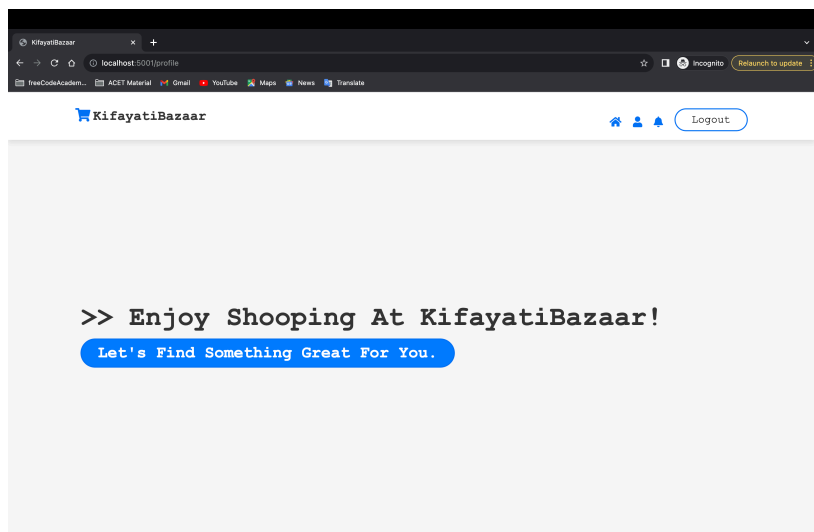 KifayatiBazaar
localhost:5001/profile
Incognito
Relaunch to update
freeCodeAcadem... ACET Material Gmail YouTube Maps News Translate
KifayatiBazaar
Logout
>> Enjoy Shooping At KifayatiBazaar!
Let's Find Something Great For You.